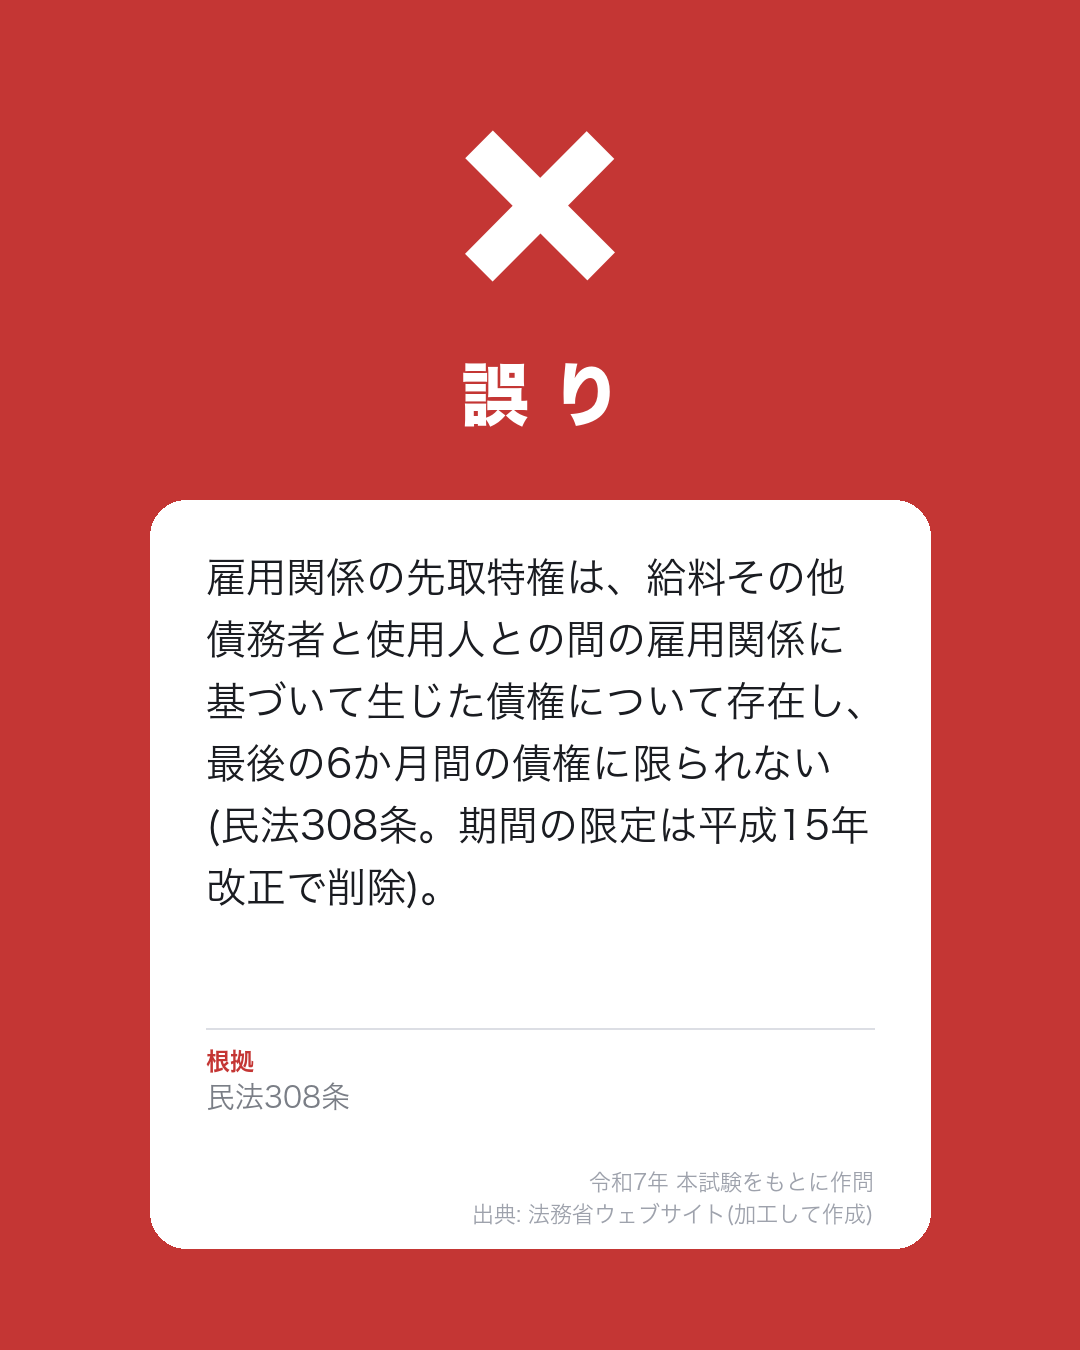 誤り
雇用関係の先取特権は、給料その他
債務者と使用人との間の雇用関係に
基づいて生じた債権について存在し、
最後の6か月間の債権に限られない
(民法308条。期間の限定は平成15年
改正で削除)。
根拠
民法308条
令和7年 本試験をもとに作問
出典: 法務省ウェブサイト(加工して作成)